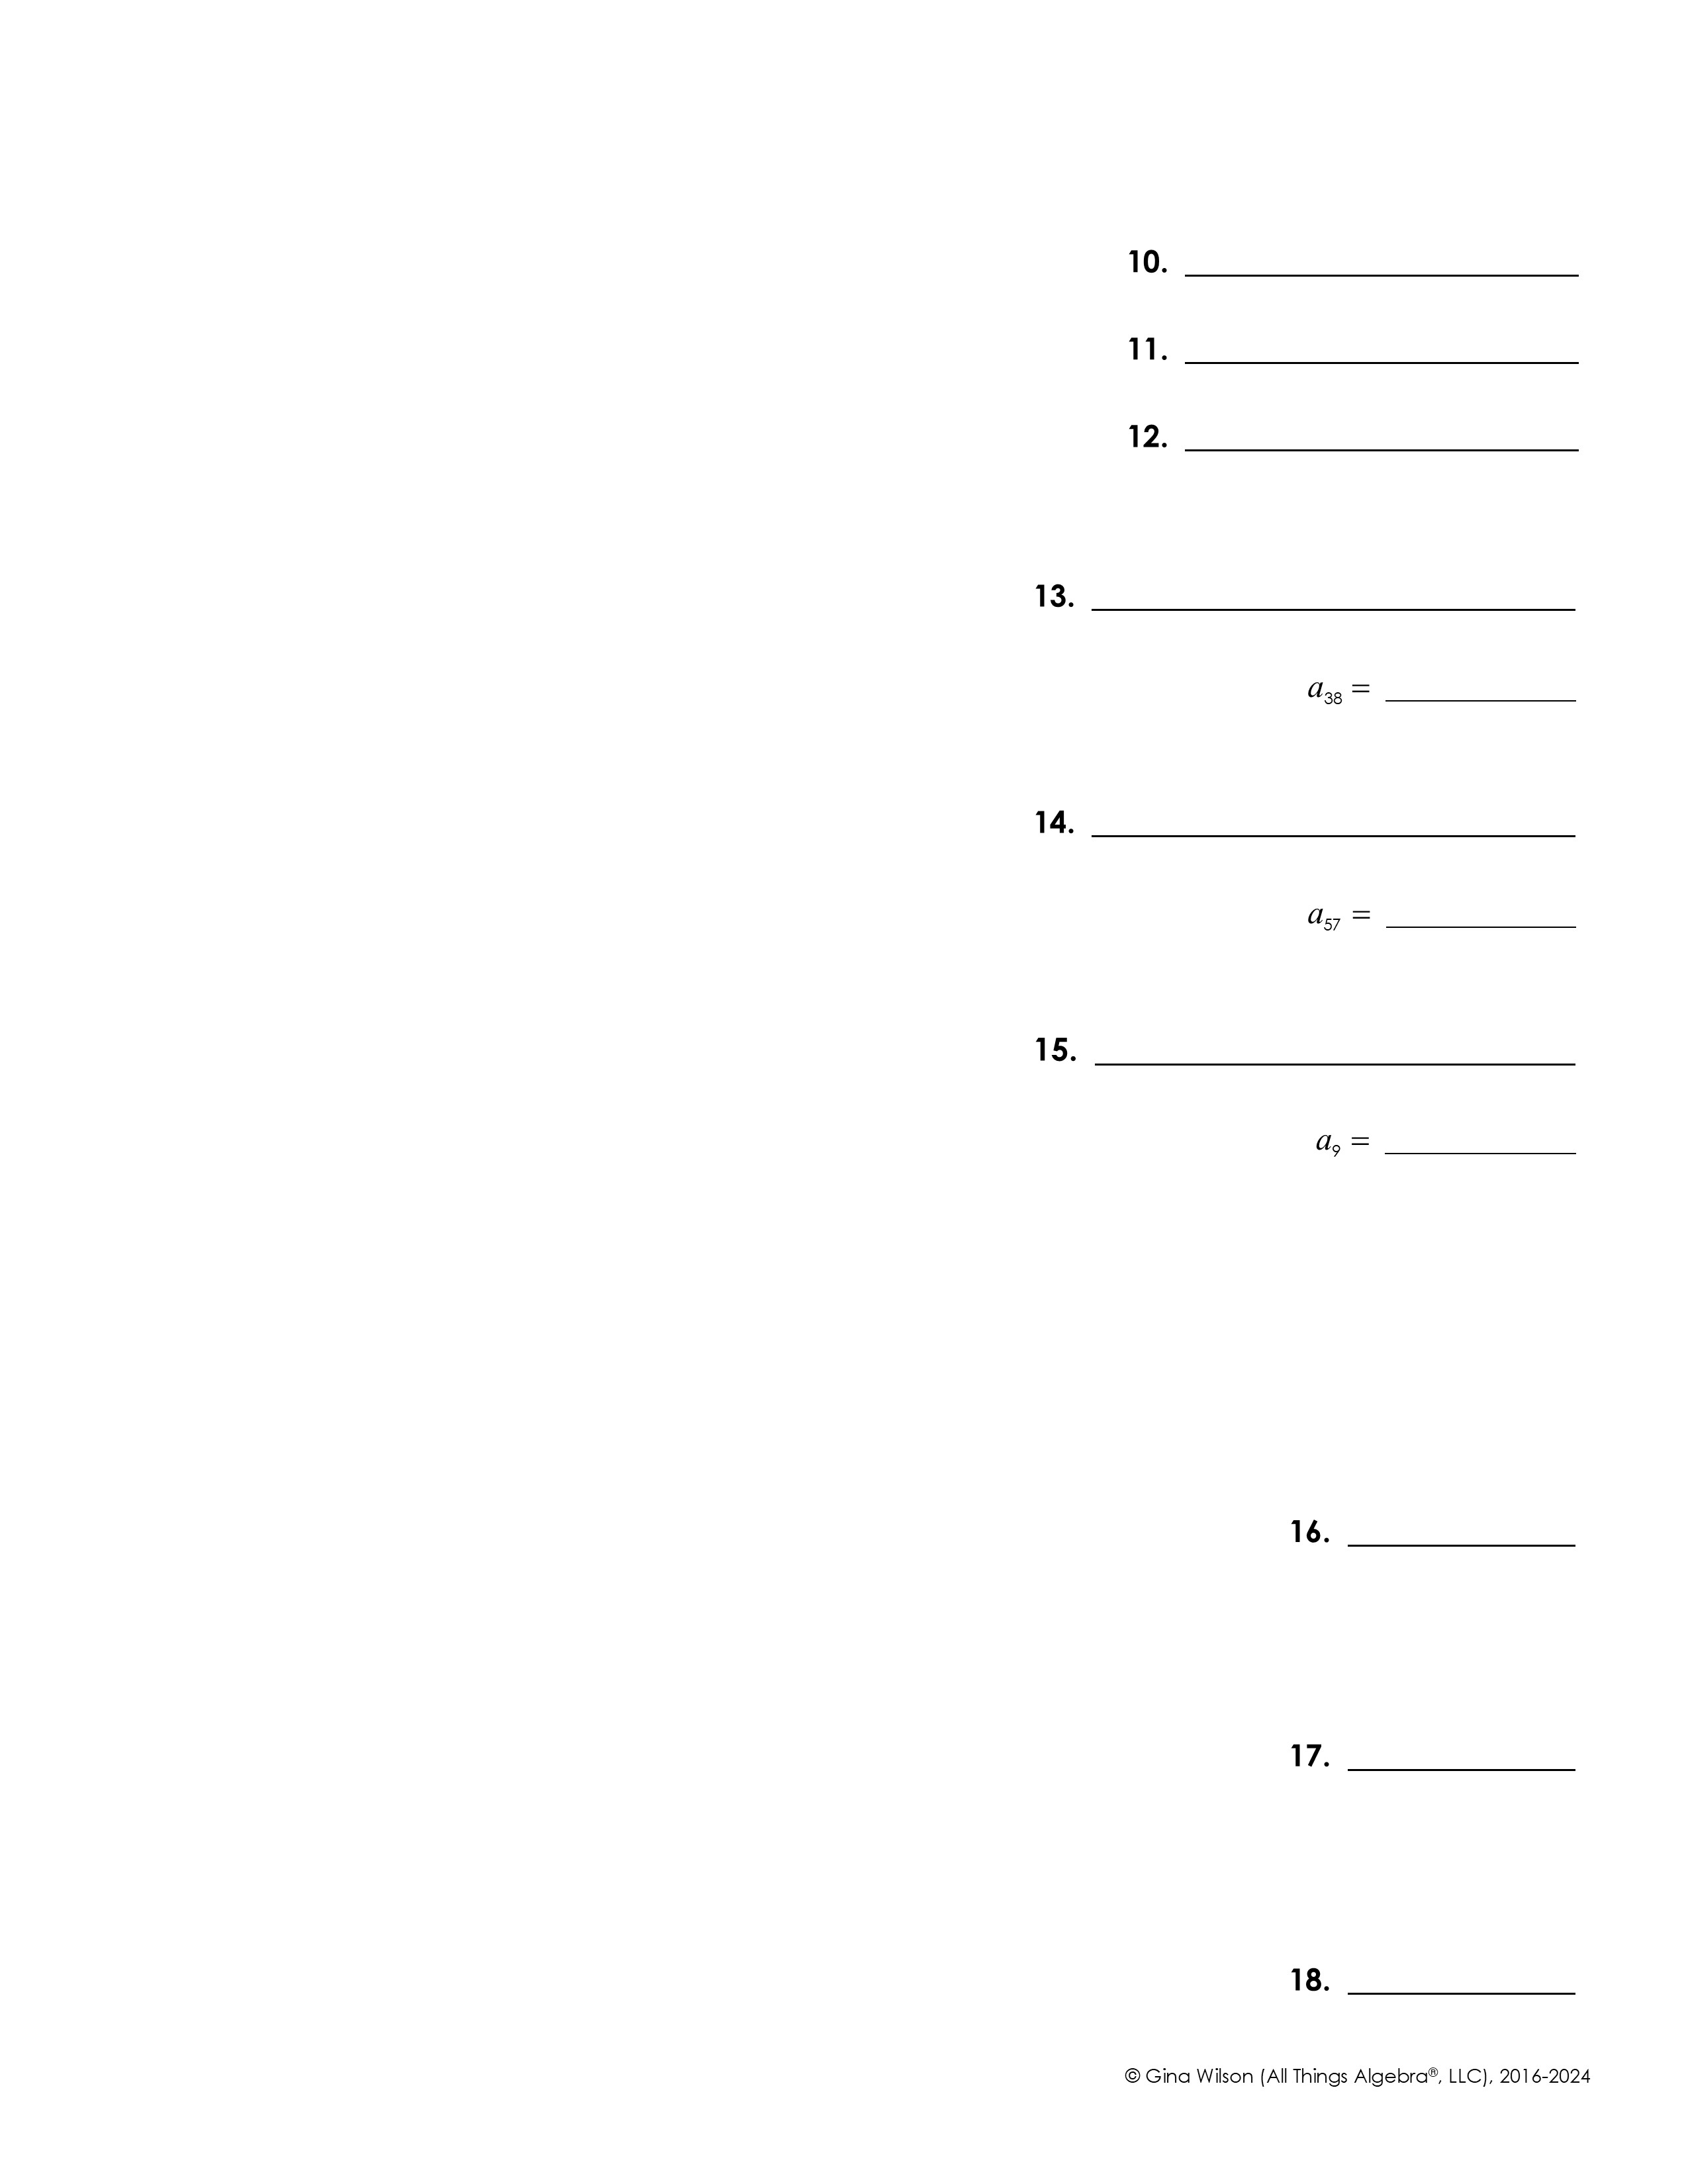 10.
11.
12.
13.
a38 =
14.
a57 =
15.
a9 =
16.
17.
18.
© Gina Wilson (All Things Algebra®, LLC), 2016-2024